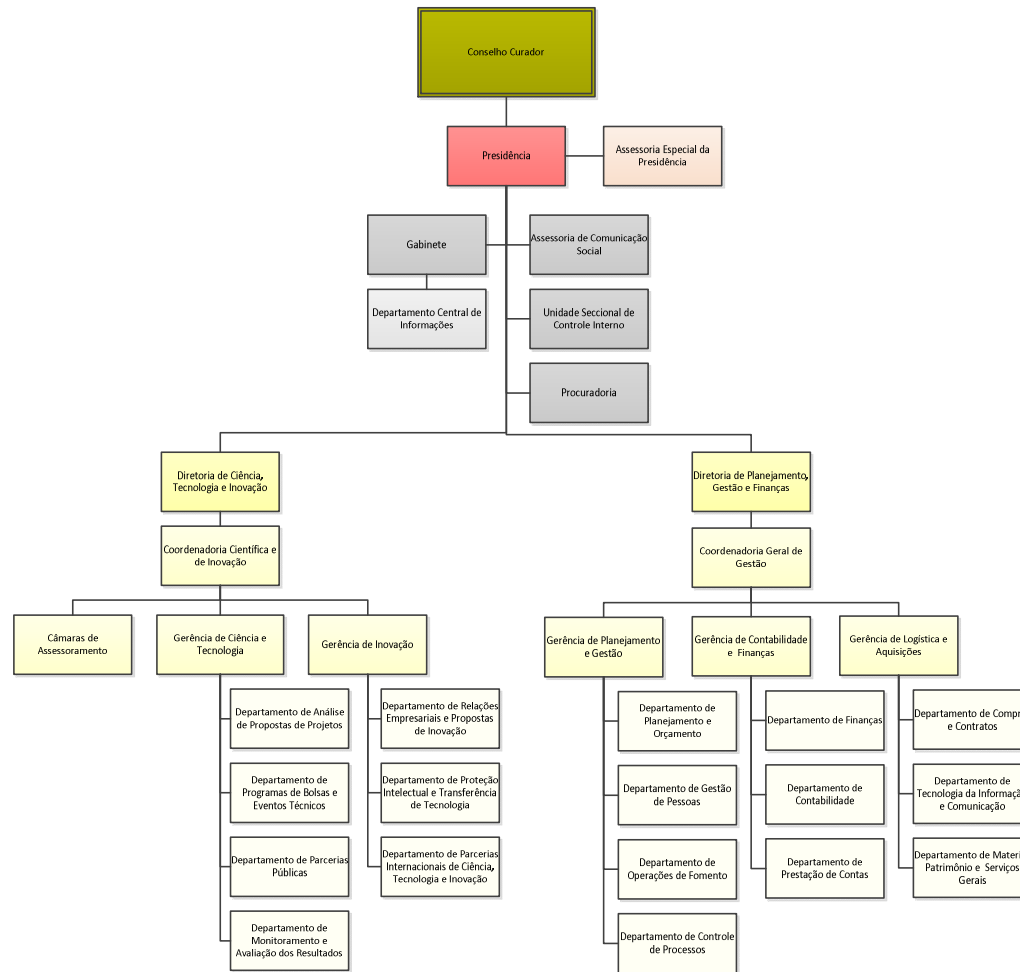 Conselho Curador
Presidência
Assessoria Especial da
Presidência
Gabinete
Assessoria de Comunicação
Social
Departamento Central de
Informações
Unidade Seccional de
Controle Interno
Procuradoria
Diretoria de Ciência,
Tecnologia e Inovação
Diretoria de Planejamento,
Gestão e Finanças
Coordenadoria Científica e
de Inovação
Coordenadoria Geral de
Gestão
Câmaras de
Assessoramento
Gerência de Ciência e
Tecnologia
Gerência de Inovação
Gerência de Planejamento
e Gestão
Gerência de Contabilidade
e Finanças
Gerência de Logística e
Aquisições
Departamento de Análise
de Propostas de Projetos
Departamento de
Programas de Bolsas e
Eventos Técnicos
Departamento de Parcerias
Públicas
Departamento de
Monitoramento e
Avaliação dos Resultados
Departamento de Relações
Empresariais e Propostas
de Inovação
Departamento de Proteção
Intelectual e Transferência
de Tecnologia
Departamento de Parcerias
Internacionais de Ciência,
Tecnologia e Inovação
Departamento de
Planejamento e
Orçamento
Departamento de Gestão
de Pessoas
Departamento de
Operações de Fomento
Departamento de Controle
de Processos
Departamento de Finanças
Departamento de
Contabilidade
Departamento de
Prestação de Contas
Departamento de
e Contratos
Departamento de
Tecnologia da
e Comunicação
Departamento de
Patrimônio e Serviços
Gerais